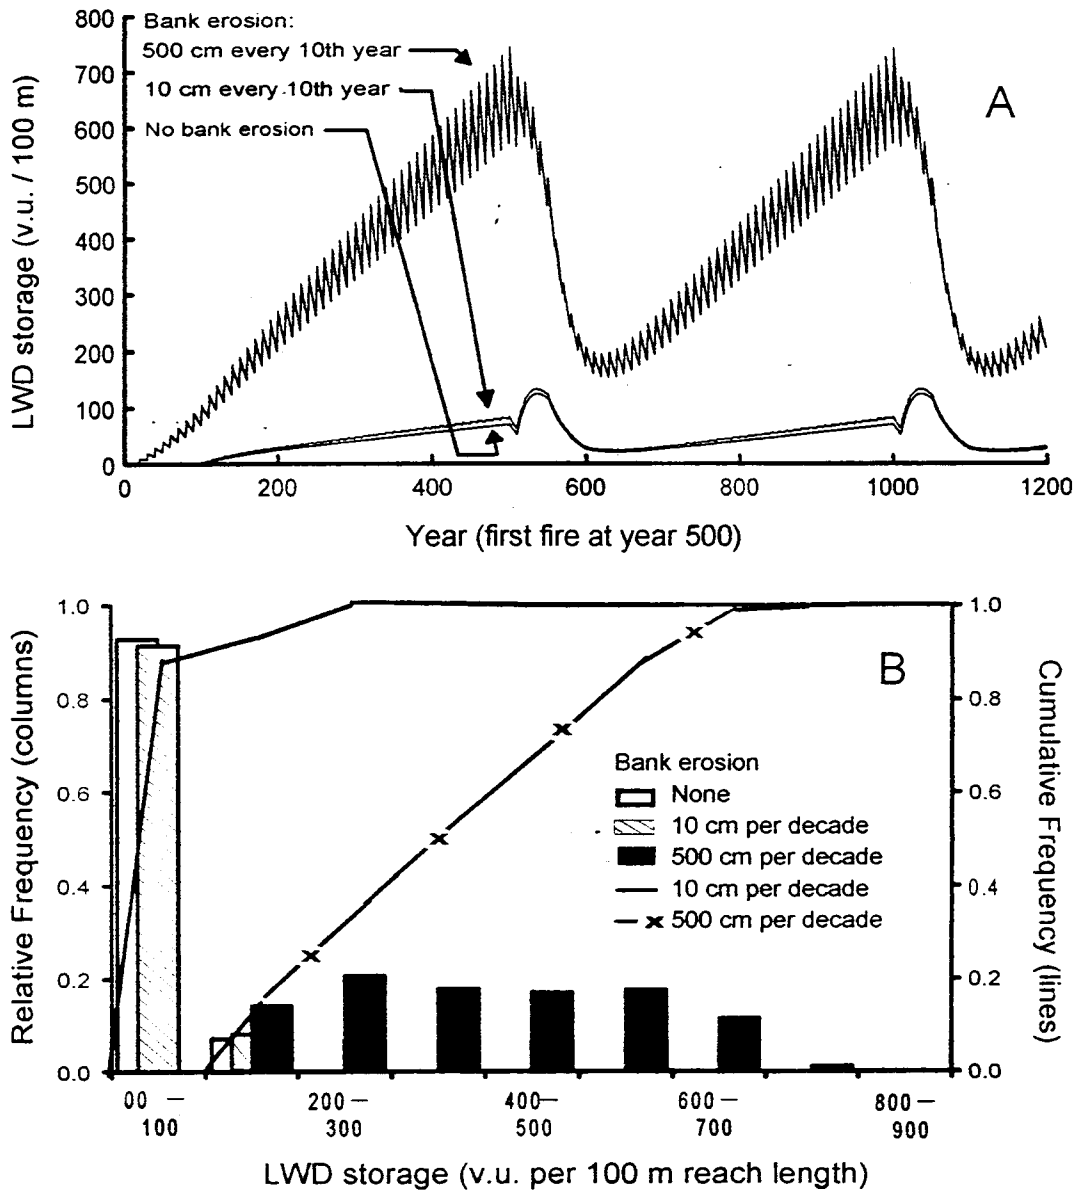 800
Bank erosion:
500 cm every 10th year
700
10 cm every 10th year
A
600
No bank erosion
500
400
300
200
100
0
LWD storage (v.u. / 100 m)
0 200 400 600 800 1000 1200
Year (first fire at year 500)
1.0 1.0
B
0.8 0.8
Bank erosion
None
0.6 0.6
10 cm per decade
500 cm per decade
0.4 10 cm per decade 0.4
500 cm per decade
0.2 0.2
0.0 0.0
Relative Frequency (columns)
Cumulative Frequency (lines)
00 — 200 — 400— 600 — 800 —
100 300 500 700 900
LWD storage (v.u. per 100 m reach length)